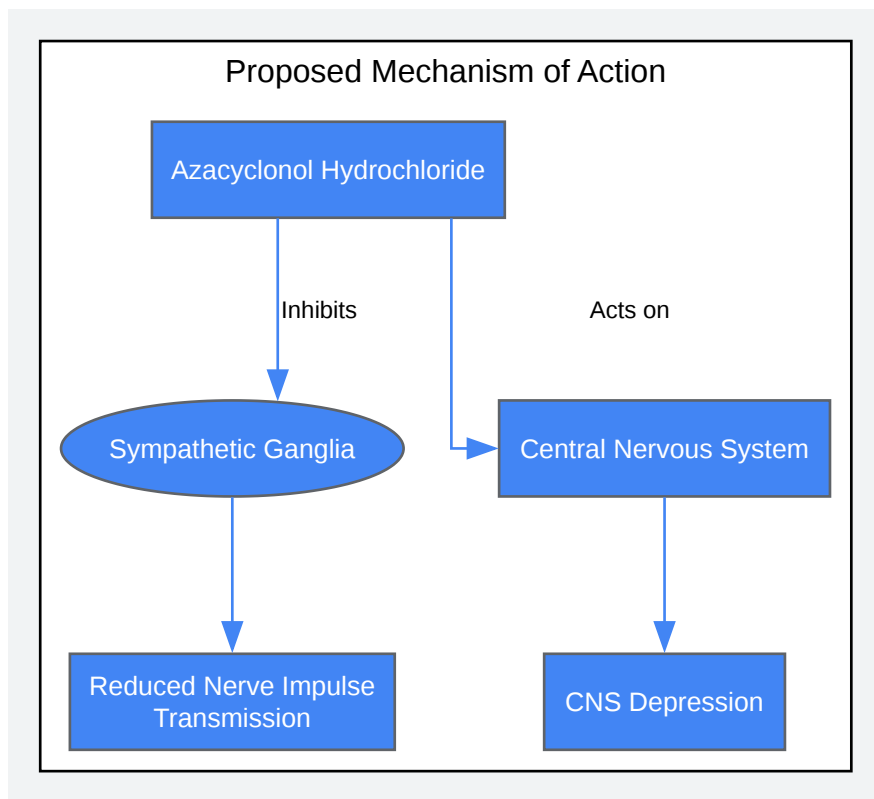 Proposed Mechanism of Action
Azacyclonol Hydrochloride
Inhibits
Acts on
Sympathetic Ganglia
Central Nervous System
Reduced Nerve Impulse
Transmission
CNS Depression